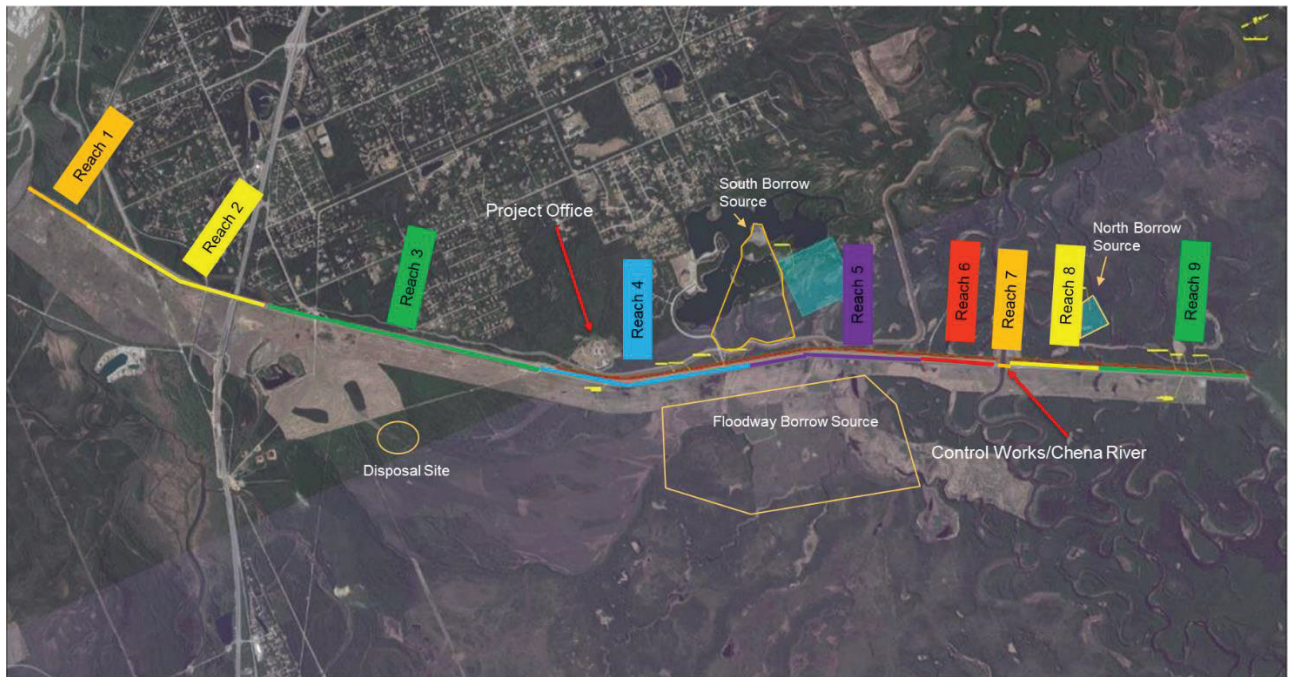 Reach 1
Reach 2
Reach 3
Project Office
Reach 4
South Borrow
Source
Reach 5
Reach 6
Reach 7
Reach 8
North Borrow
Source
Reach 9
Floodway Borrow Source
Control Works/Chena River
Disposal Site